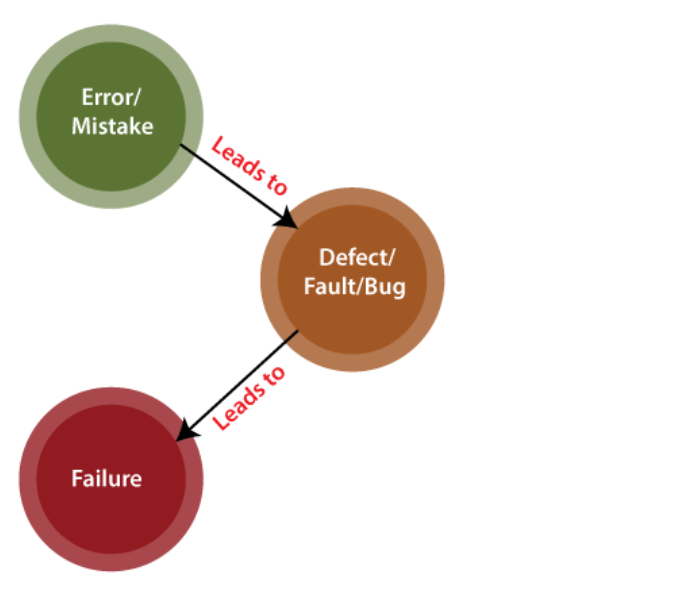 Error/
Mistake
Leads to
Defect/
Fault/Bug
Leads to
Failure